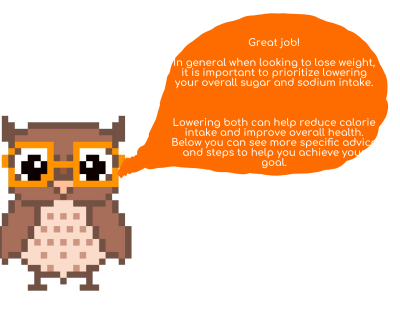 Great job!
In general when looking to lose weight,
it is important to prioritize lowering
your overall sugar and sodium intake.
Lowering both can help reduce calorie
intake and improve overall health.
Below you can see more specific advice
and steps to help you achieve your
goal.